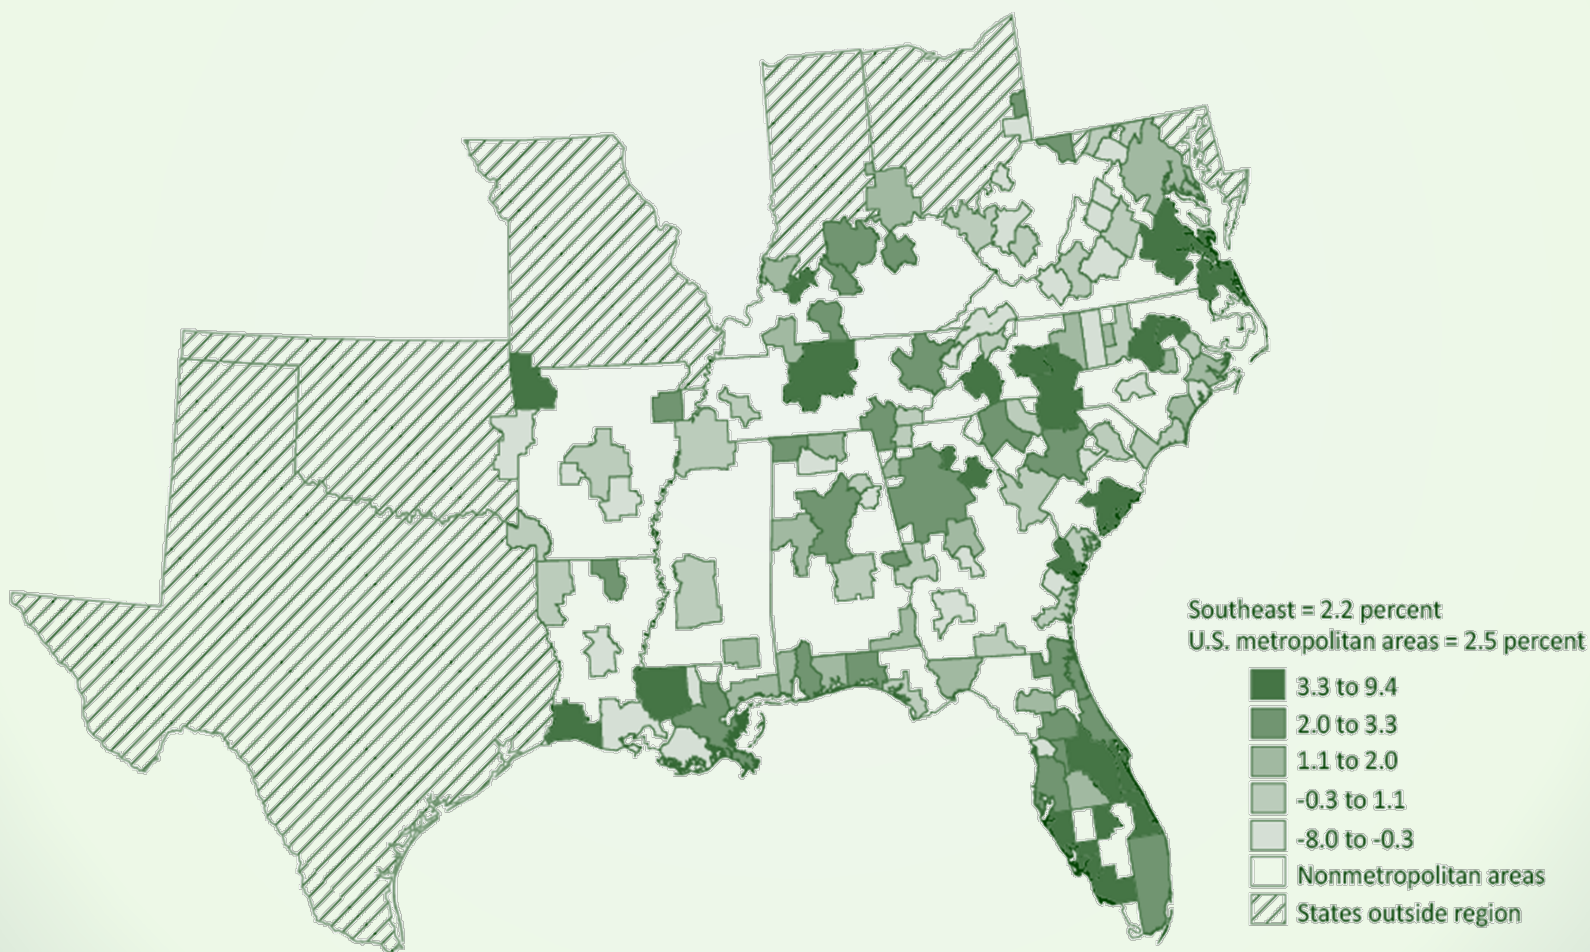 Southeast = 2.2 percent
U.S. metropolitan areas = 2.5 percent
3.3 to 9.4
2.0 to 3.3
1.1 to 2.0
-0.3 to 1.1
-8.0 to -0.3
Nonmetropolitan areas
States outside region